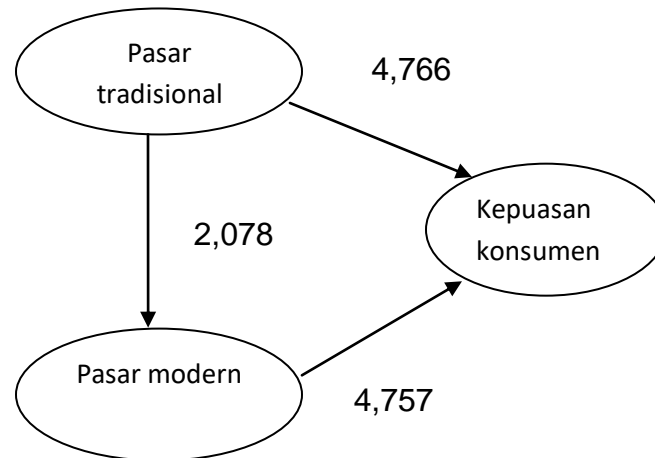 Pasar
tradisional
4,766
Kepuasan
konsumen
2,078
Pasar modern
4,757